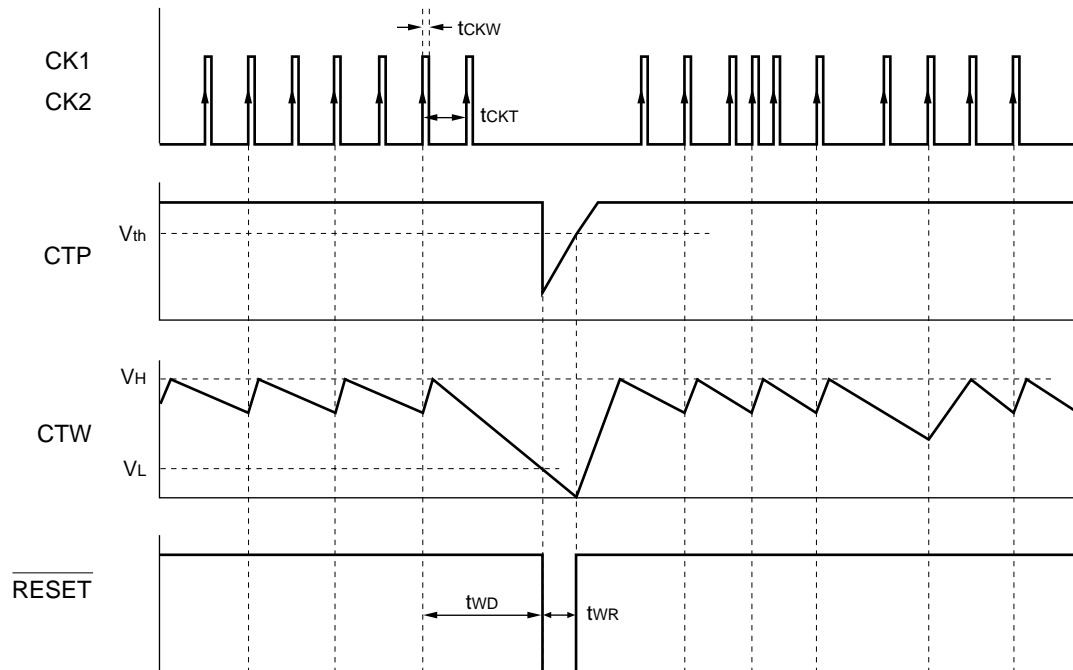 tCKW
CK1
CK2
tCKT
Vth
CTP
VH
CTW
VL
RESET
tWD
tWR